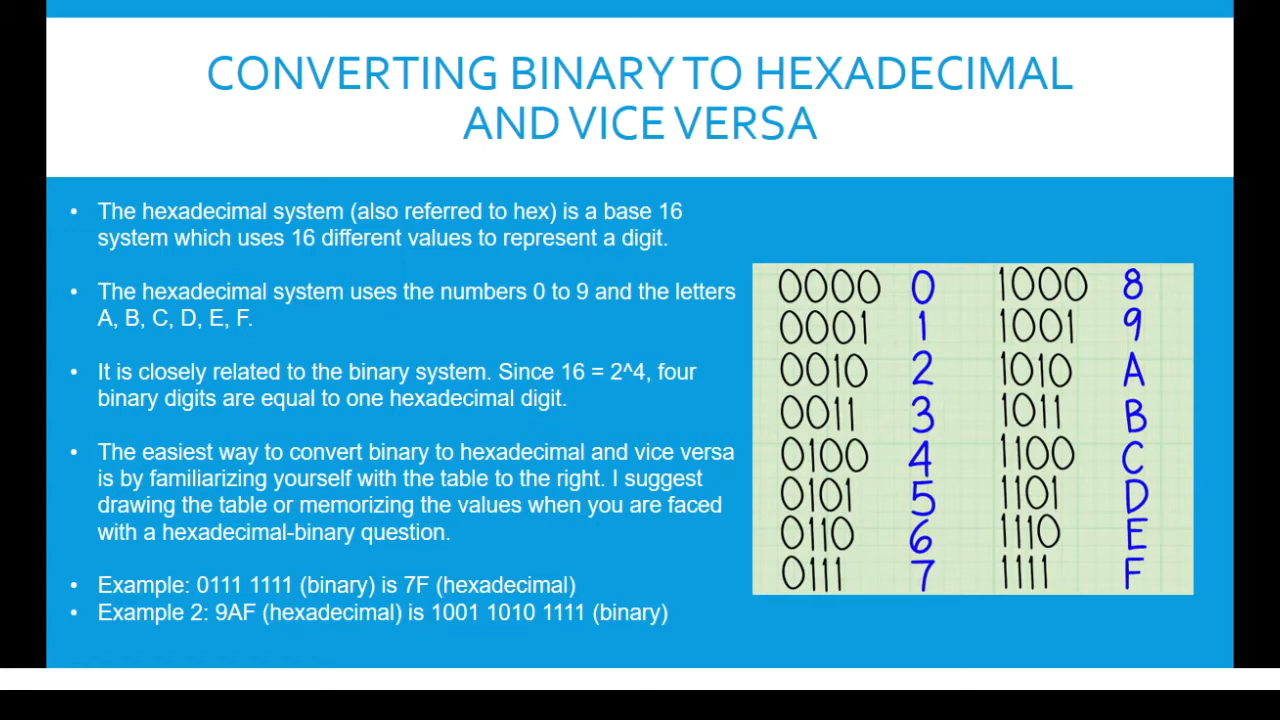 CONVERTING BINARY TO HEXADECIMAL
AND VICE VERSA
• The hexadecimal system (also referred to hex) is a base 16
system which uses 16 different values to represent a digit.
• The hexadecimal system uses the numbers 0 to 9 and the letters
A, B, C, D, E, F.
• It is closely related to the binary system. Since 16 = 2^4, four
binary digits are equal to one hexadecimal digit.
• The easiest way to convert binary to hexadecimal and vice versa
is by familiarizing yourself with the table to the right. I suggest
drawing the table or memorizing the values when you are faced
with a hexadecimal-binary question.
• Example: 0111 1111 (binary) is 7F (hexadecimal)
• Example 2: 9AF (hexadecimal) is 1001 1010 1111 (binary)
0000 0 1000 8
0001 1 1001 9
0010 2 1010 A
0011 3 1011 B
0100 4 1100 C
0101 5 1101 D
0110 6 1110 E
0111 7 1111 F